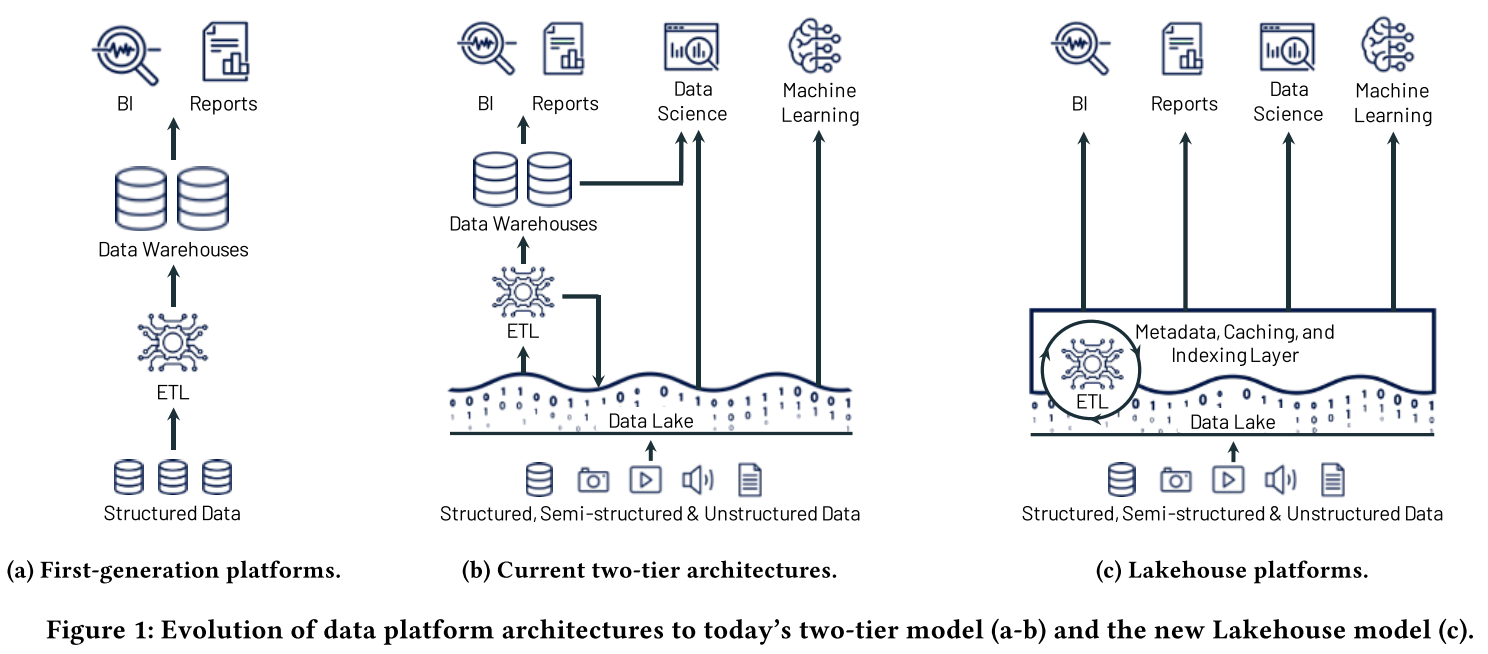 BI
Reports
Data Warehouses
ETL
Structured Data
(a) First-generation platforms.
BI
Reports
Data
Science
Machine
Learning
Data Warehouses
ETL
Data Lake
Structured, Semi-structured & Unstructured Data
(b) Current two-tier architectures.
BI
Reports
Data
Science
Machine
Learning
Metadata, Caching, and
Indexing Layer
ETL
Data Lake
Structured, Semi-structured & Unstructured Data
(c) Lakehouse platforms.
Figure 1: Evolution of data platform architectures to today's two-tier model (a-b) and the new Lakehouse model (c).